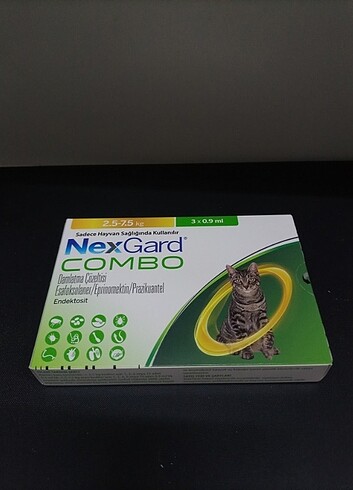 2.5-7.5 kg
3 x 0.9 ml
Sadece Hayvan Sağlığında Kullanılır
NexGard®
COMBO
Damlatma Çözeltisi
Esafoksolaner/Eprinomektin/Prazikuantel
Endektosit